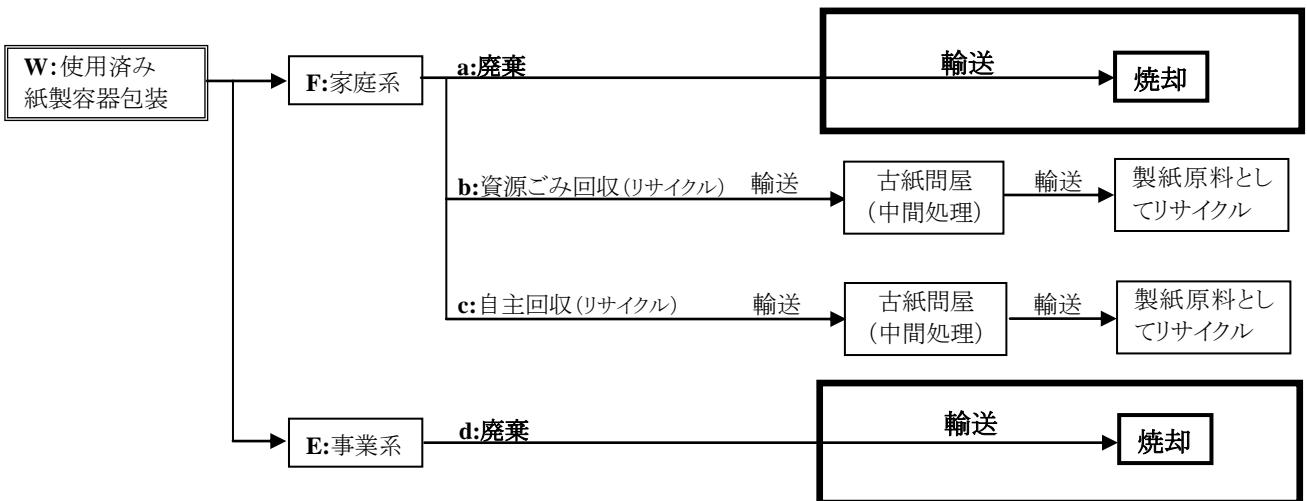 W:使用済み
紙製容器包装
F:家庭系
a:廃棄
輸送
焼却
b:資源ごみ回収(リサイクル)
輸送
古紙問屋
(中間処理)
輸送
製紙原料とし
てリサイクル
c:自主回収(リサイクル)
輸送
古紙問屋
(中間処理)
輸送
製紙原料とし
てリサイクル
E:事業系
d:廃棄
輸送
焼却